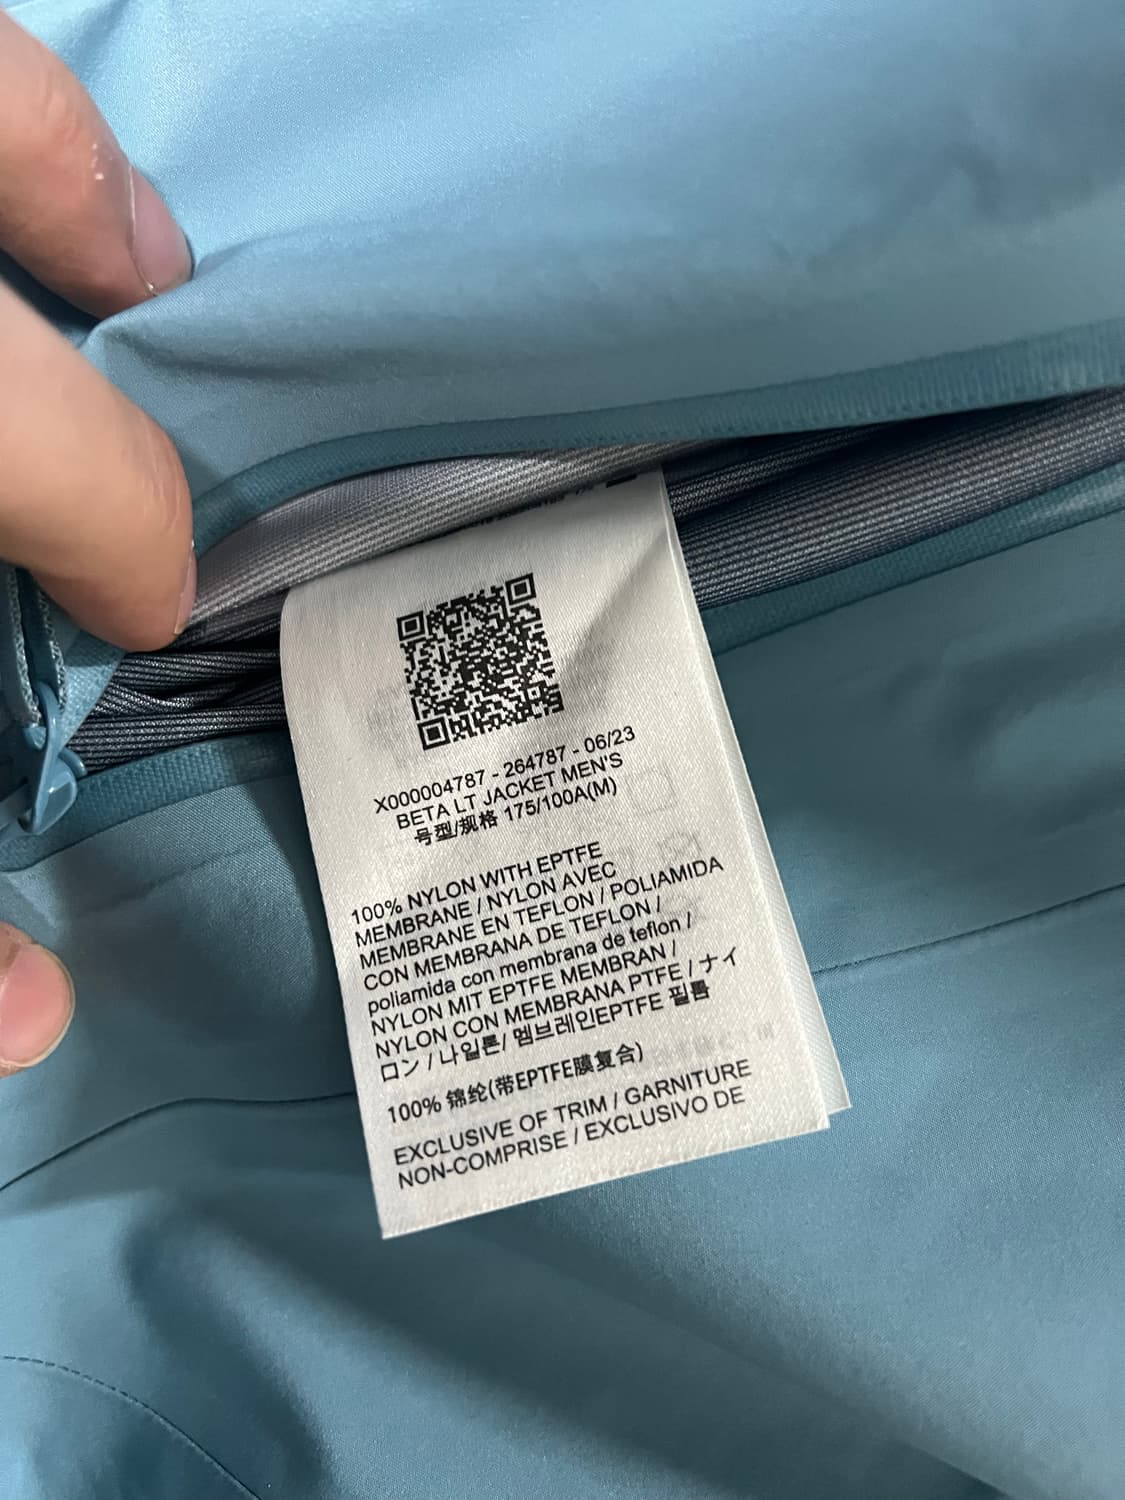 X000004787 - 264787 - 06/23
BETA LT JACKET MEN'S
号型/规格 175/100A(M)
100% NYLON WITH EPTFE
MEMBRANE / NYLON AVEC
MEMBRANE EN TEFLON / POLIAMIDA
CON MEMBRANA DE TEFLON /
poliamida con membrana de teflon /
NYLON MIT EPTFE MEMBRAN /
NYLON CON MEMBRANA PTFE / ナイ
ロン / 나일론/ 멤브레인EPTFE 필름
100% 锦纶(带EPTFE膜复合)
EXCLUSIVE OF TRIM / GARNITURE
NON-COMPRISE / EXCLUSIVO DE